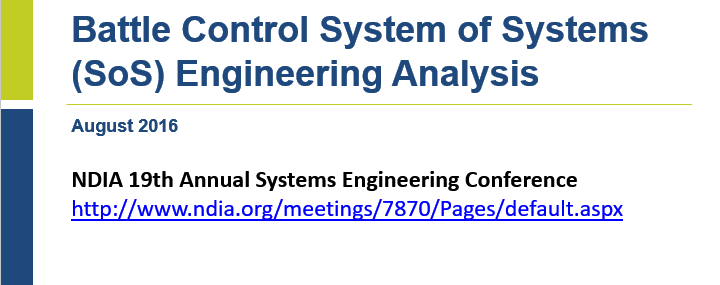 Battle Control System of Systems
(SoS) Engineering Analysis
August 2016
NDIA 19th Annual Systems Engineering Conference
http://www.ndia.org/meetings/7870/Pages/default.aspx